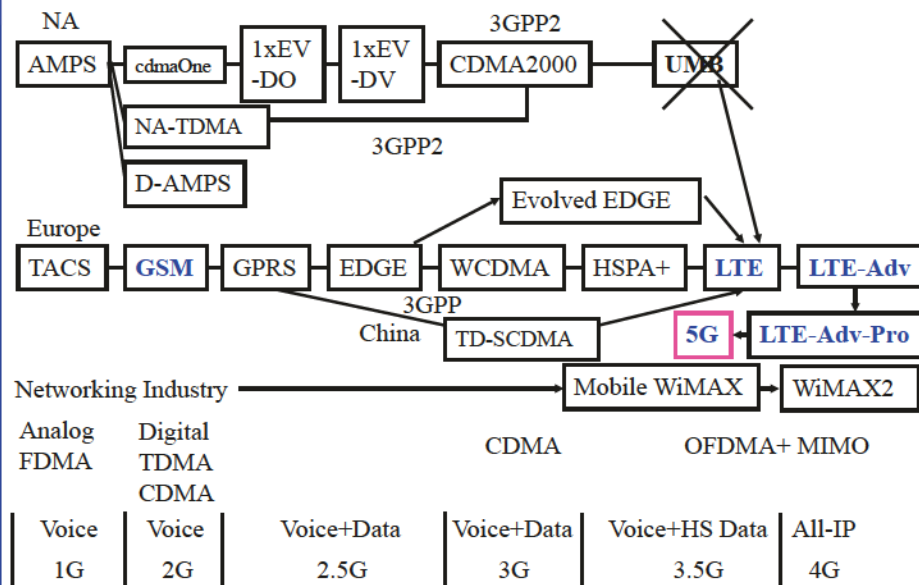 NA
3GPP2
AMPS
cdmaOne
1xEV
-DO
1xEV
-DV
CDMA2000
UMB
NA-TDMA
3GPP2
D-AMPS
Evolved EDGE
Europe
TACS
GSM
GPRS
EDGE
WCDMA
HSPA+
LTE
LTE-Adv
3GPP
China
TD-SCDMA
5G
LTE-Adv-Pro
Networking Industry
Mobile WiMAX
WiMAX2
Analog
FDMA
Digital
TDMA
CDMA
CDMA
OFDMA+ MIMO
Voice
Voice
Voice+Data
Voice+Data
Voice+HS Data
All-IP
1G
2G
2.5G
3G
3.5G
4G